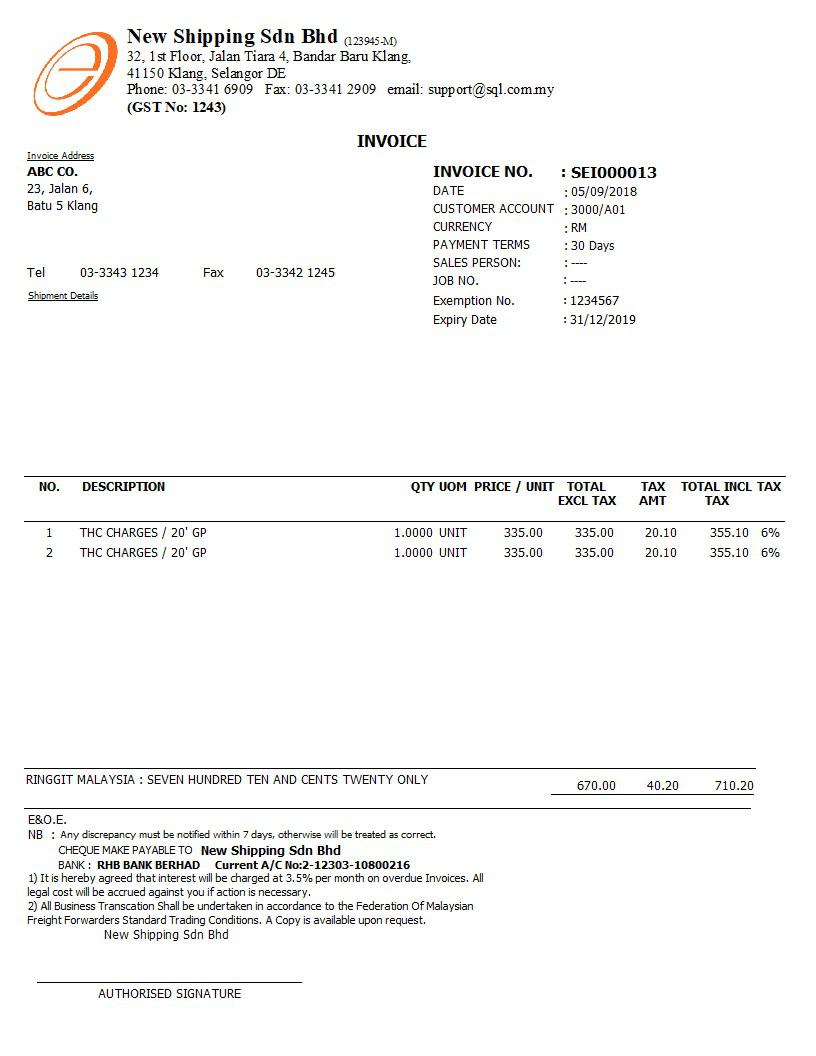 New Shipping Sdn Bhd (123945-M)
32, 1st Floor, Jalan Tiara 4, Bandar Baru Klang,
41150 Klang, Selangor DE
Phone: 03-3341 6909 Fax: 03-3341 2909 email: support@sql.com.my
(GST No: 1243)
INVOICE
Invoice Address
ABC CO.
23, Jalan 6,
Batu 5 Klang
Tel 03-3343 1234 Fax 03-3342 1245
Shipment Details
INVOICE NO. : SEI000013
DATE : 05/09/2018
CUSTOMER ACCOUNT : 3000/A01
CURRENCY : RM
PAYMENT TERMS : 30 Days
SALES PERSON: : ----
JOB NO. : ----
Exemption No. : 1234567
Expiry Date : 31/12/2019
NO. DESCRIPTION QTY UOM PRICE / UNIT TOTAL TAX TOTAL INCL TAX
EXCL TAX AMT TAX
1 THC CHARGES / 20' GP 1.0000 UNIT 335.00 335.00 20.10 355.10 6%
2 THC CHARGES / 20' GP 1.0000 UNIT 335.00 335.00 20.10 355.10 6%
RINGGIT MALAYSIA : SEVEN HUNDRED TEN AND CENTS TWENTY ONLY 670.00 40.20 710.20
E&O.E.
NB : Any discrepancy must be notified within 7 days, otherwise will be treated as correct.
CHEQUE MAKE PAYABLE TO New Shipping Sdn Bhd
BANK : RHB BANK BERHAD Current A/C No:2-12303-10800216
1) It is hereby agreed that interest will be charged at 3.5% per month on overdue Invoices. All
legal cost will be accrued against you if action is necessary.
2) All Business Transcation Shall be undertaken in accordance to the Federation Of Malaysian
Freight Forwarders Standard Trading Conditions. A Copy is available upon request.
New Shipping Sdn Bhd
AUTHORISED SIGNATURE